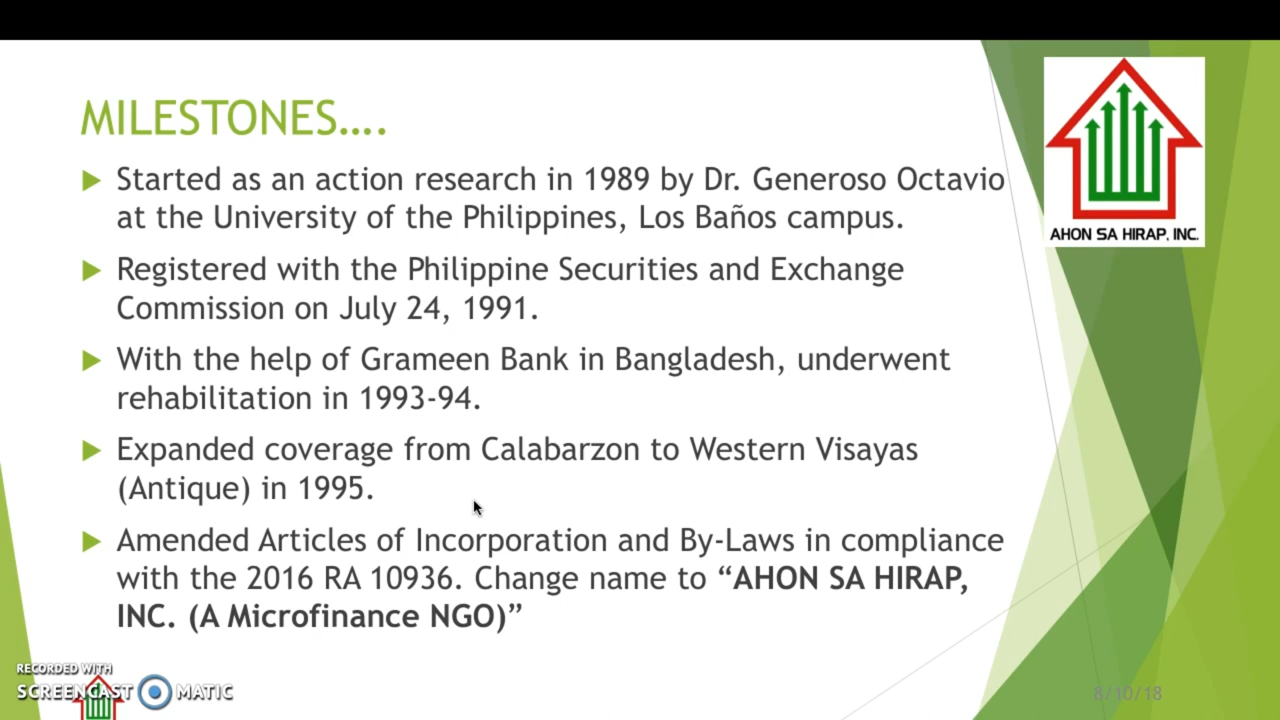 MILESTONES....
Started as an action research in 1989 by Dr. Generoso Octavio
at the University of the Philippines, Los Baños campus.
Registered with the Philippine Securities and Exchange
Commission on July 24, 1991.
With the help of Grameen Bank in Bangladesh, underwent
rehabilitation in 1993-94.
Expanded coverage from Calabarzon to Western Visayas
(Antique) in 1995.
Amended Articles of Incorporation and By-Laws in compliance
with the 2016 RA 10936. Change name to “AHON SA HIRAP,
INC. (A Microfinance NGO)”
AHON SA HIRAP, INC.
RECORDED WITH
SCREENCAST MATIC
8/10/18